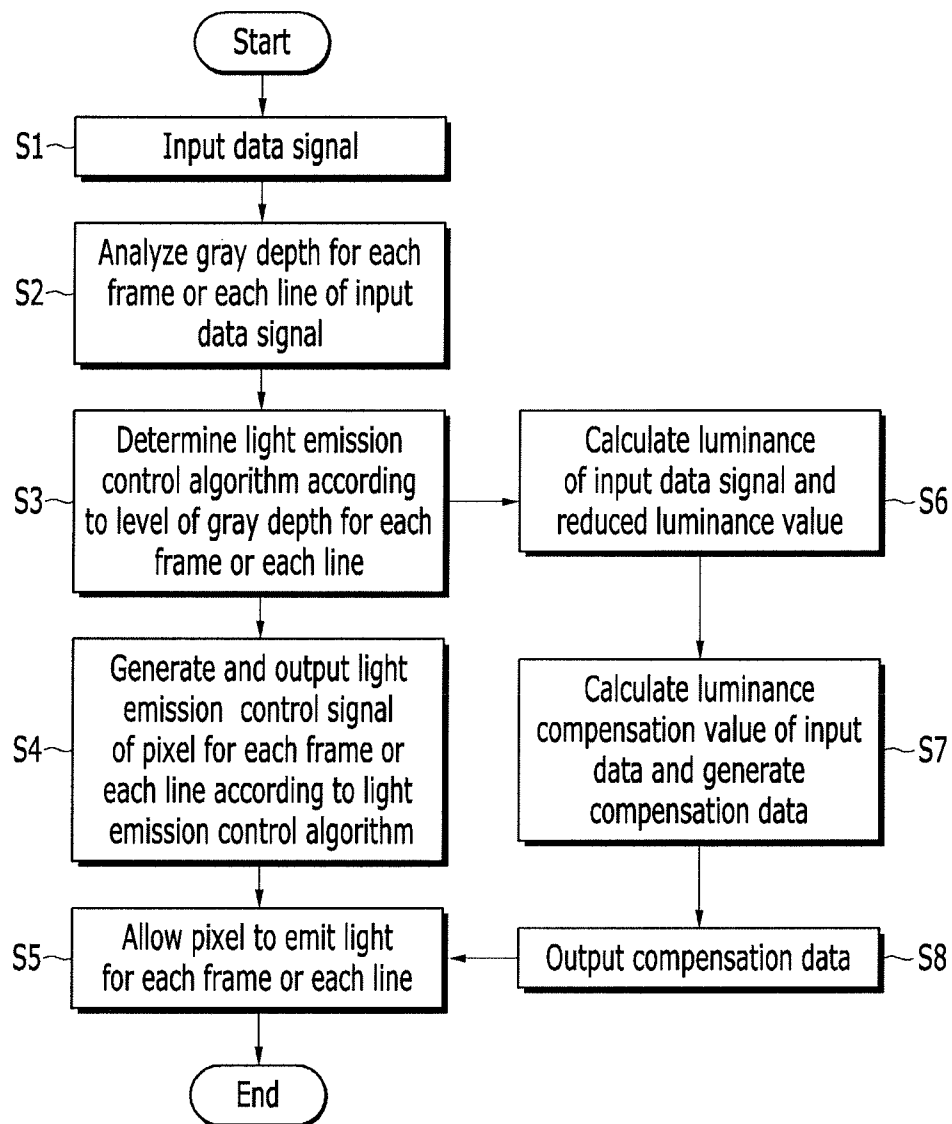 Start
S1
Input data signal
S2
Analyze gray depth for each
frame or each line of input
data signal
S3
Determine light emission
control algorithm according
to level of gray depth for each
frame or each line
Calculate luminance
of input data signal and
reduced luminance value
S6
S4
Generate and output light
emission control signal
of pixel for each frame or
each line according to light
emission control algorithm
Calculate luminance
compensation value of input
data and generate
compensation data
S7
S5
Allow pixel to emit light
for each frame or each line
Output compensation data
S8
End